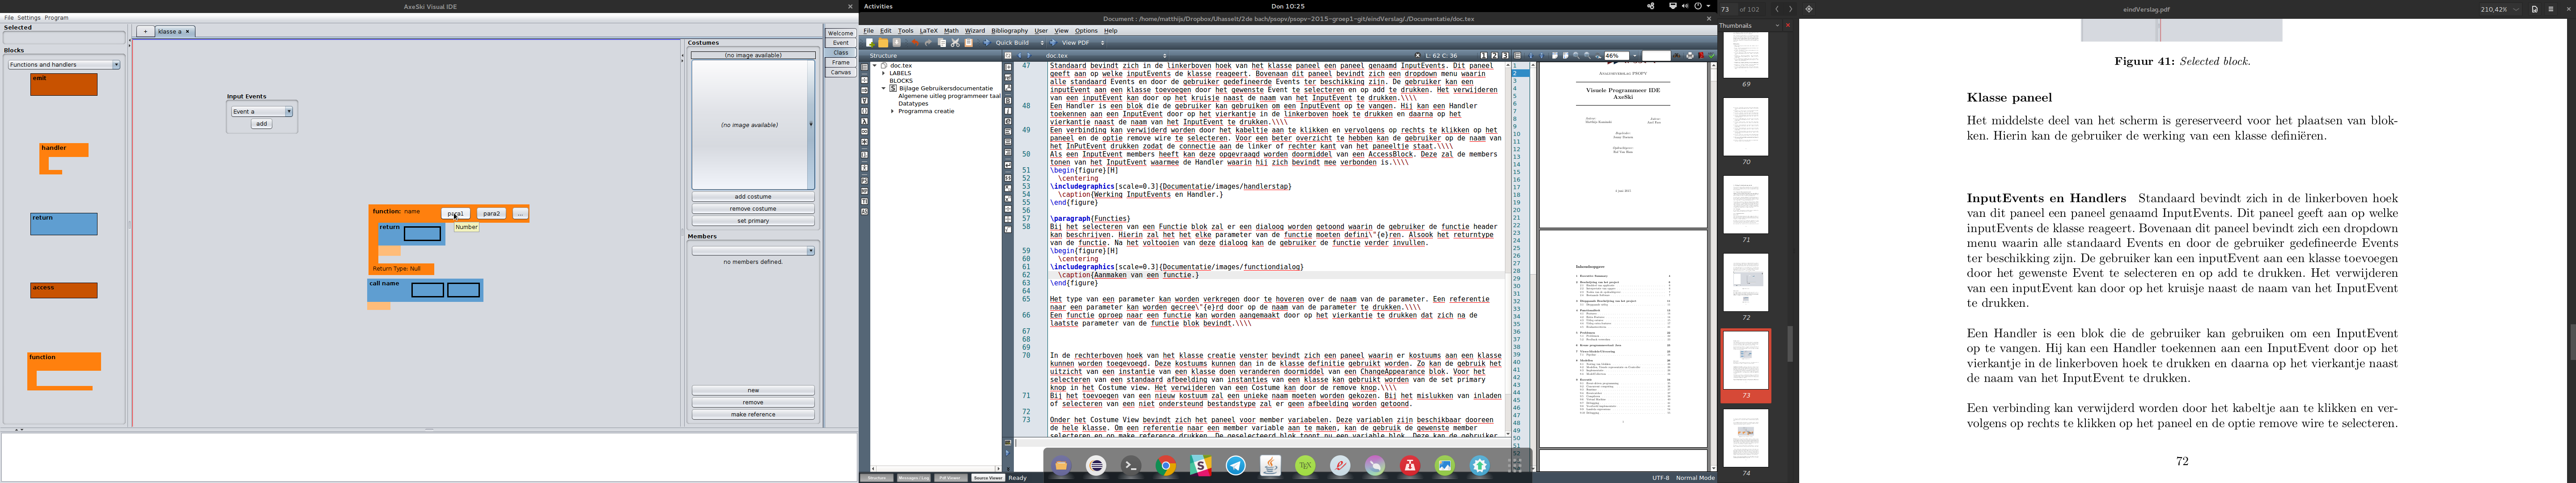 AxeSki Visual IDE
File Settings Program
Selected
Blocks
Functions and handlers
emit
handler
return
access
function
+
klasse a
Input Events
Event a
add
function: name
para1
para2
...
Number
return
Return Type: Null
call name
Costumes
(no image available)
(no image available)
add costume
remove costume
set primary
Members
no members defined.
new
remove
make reference
Welcome
Event
Class
Frame
Canvas
Activities
Don 10:25
Document : /home/matthijs/Dropbox/Uhasselt/2de bach/psopv/psopv-2015~groep1~git/eindVerslag/./Documentatie/doc.tex
File Edit Tools LaTeX Math Wizard Bibliography User View Options Help
Quick Build
View PDF
Structure
doc.tex
L: 62 C: 36
46%
doc.tex
LABELS
BLOCKS
Bijlage Gebruikersdocumentatie
Algemene uitleg programmeer taal
Datatypes
Programma creatie
47 Standaard bevindt zich in de linkerboven hoek van het klasse paneel een paneel genaamd InputEvents. Dit paneel
geeft aan op welke inputEvents de klasse reageert. Bovenaan dit paneel bevindt zich een dropdown menu waarin
alle standaard Events en door de gebruiker gedefineerde Events ter beschikking zijn. De gebruiker kan een
inputEvent aan een klasse toevoegen door het gewenste Event te selecteren en op add te drukken. Het verwijderen
van een inputEvent kan door op het kruisje naast de naam van het InputEvent te drukken.\\\\
48 Een Handler is een blok die de gebruiker kan gebruiken om een InputEvent op te vangen. Hij kan een Handler
toekennen aan een InputEvent door op het vierkantje in de linkerboven hoek te drukken en daarna op het
vierkantje naast de naam van het InputEvent te drukken.\\\\
49 Een verbinding kan verwijderd worden door het kabeltje aan te klikken en vervolgens op rechts te klikken op het
paneel en de optie remove wire te selecteren. Voor een beter overzicht te hebben kan de gebruiker op de naam van
het InPutEvent drukken zodat de connectie aan de linker of rechter kant van het paneeltje staat.\\\\
50 Als een InputEvent members heeft kan deze opgevraagd worden doormiddel van een AccessBlock. Deze zal de members
tonen van het InputEvent waarmee de Handler waarin hij zich bevindt mee verbonden is.\\\\
51 \begin{figure}[H]
52 \centering
53 \includegraphics[scale=0.3]{Documentatie/images/handlerstap}
54 \caption{Werking InputEvents en Handler.}
55 \end{figure}
56
57 \paragraph{Functies}
58 Bij het selecteren van een Functie blok zal er een dialoog worden getoond waarin de gebruiker de functie header
kan beschrijven. Hierin zal het het elke parameter van de functie moeten defini\"{e}ren. Alsook het returntype
van de functie. Na het voltooien van deze dialoog kan de gebruiker de functie verder invullen.
59 \begin{figure}[H]
60 \centering
61 \includegraphics[scale=0.3]{Documentatie/images/functiondialog}
62 \caption{Aanmaken van een functie.}
63 \end{figure}
64
65 Het type van een parameter kan worden verkregen door te hoveren over de naam van de parameter. Een referentie
naar een parameter kan worden gecree\"{e}rd door op de naam van de parameter te drukken.\\\\
66 Een functie oproep naar een functie kan worden aangemaakt door op het vierkantje te drukken dat zich na de
laatste parameter van de functie blok bevindt.\\\\
67
68
69
70 In de rechterboven hoek van het klasse creatie venster bevindt zich een paneel waarin er kostuums aan een klasse
kunnen worden toegevoegd. Deze kostuums kunnen dan in de klasse definitie gebruikt worden. Zo kan de gebruiker het
uitzicht van een instantie van een klasse doen veranderen doormiddel van een ChangeAppearance blok. Voor het
selecteren van een standaard afbeelding van instanties van een klasse kan gebruikt worden van de set primary
knop in het Costume view. Het verwijderen van een Costume kan door de remove knop.\\\\
71 Bij het toevoegen van een nieuw kostuum zal een unieke naam moeten worden gekozen. Bij het mislukken van inladen
of selecteren van een niet ondersteund bestandstype zal er geen afbeelding worden getoond.
72
73 Onder het Costume View bevindt zich het paneel voor member variabelen. Deze variablen zijn beschikbaar dooreen
de hele klasse. Om een referentie naar een member variable aan te maken, kan de gebruik de gewenste member
Visuele Programmeer IDE
AxeSki
Inhoudsopgave
Ready
UTF-8 Normal Mode
73 of 102
eindVerslag.pdf
210,42%
Thumbnails
69
70
71
72
73
74
Figuur 41: Selected block.
Klasse paneel
Het middelste deel van het scherm is gereserveerd voor het plaatsen van blok-
ken. Hierin kan de gebruiker de werking van een klasse definiëren.
InputEvents en Handlers Standaard bevindt zich in de linkerboven hoek
van dit paneel een paneel genaamd InputEvents. Dit paneel geeft aan op welke
inputEvents de klasse reageert. Bovenaan dit paneel bevindt zich een dropdown
menu waarin alle standaard Events en door de gebruiker gedefineerde Events
ter beschikking zijn. De gebruiker kan een inputEvent aan een klasse toevoegen
door het gewenste Event te selecteren en op add te drukken. Het verwijderen
van een inputEvent kan door op het kruisje naast de naam van het InputEvent
te drukken.
Een Handler is een blok die de gebruiker kan gebruiken om een InputEvent
op te vangen. Hij kan een Handler toekennen aan een InputEvent door op het
vierkantje in de linkerboven hoek te drukken en daarna op het vierkantje naast
de naam van het InputEvent te drukken.
Een verbinding kan verwijderd worden door het kabeltje aan te klikken en ver-
volgens op rechts te klikken op het paneel en de optie remove wire te selecteren.
72